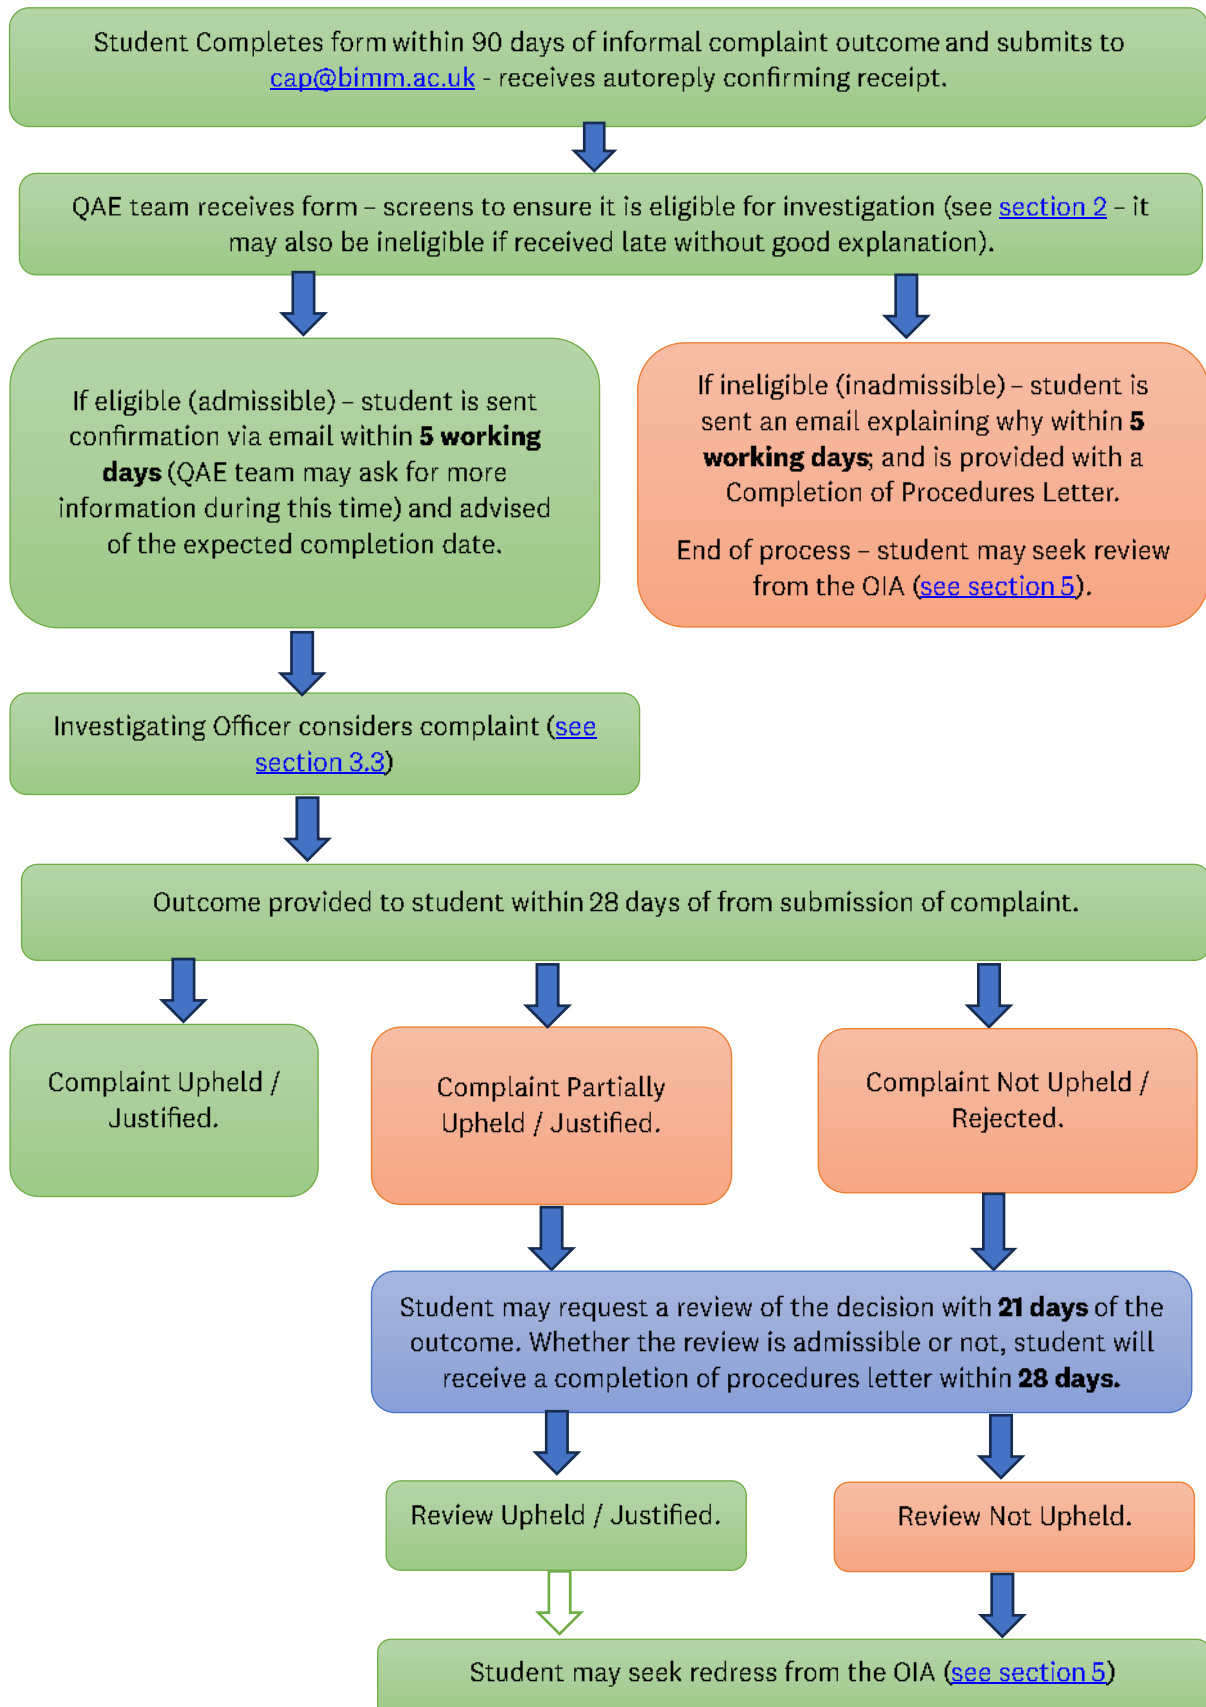 Student Completes form within 90 days of informal complaint outcome and submits to
cap@bimm.ac.uk - receives autoreply confirming receipt.
QAE team receives form – screens to ensure it is eligible for investigation (see section 2 – it
may also be ineligible if received late without good explanation).
If eligible (admissible) – student is sent
confirmation via email within 5 working
days (QAE team may ask for more
information during this time) and advised
of the expected completion date.
If ineligible (inadmissible) – student is
sent an email explaining why within 5
working days; and is provided with a
Completion of Procedures Letter.
End of process – student may seek review
from the OIA (see section 5).
Investigating Officer considers complaint (see
section 3.3)
Outcome provided to student within 28 days of from submission of complaint.
Complaint Upheld /
Justified.
Complaint Partially
Upheld / Justified.
Complaint Not Upheld /
Rejected.
Student may request a review of the decision with 21 days of the
outcome. Whether the review is admissible or not, student will
receive a completion of procedures letter within 28 days.
Review Upheld / Justified.
Review Not Upheld.
Student may seek redress from the OIA (see section 5)